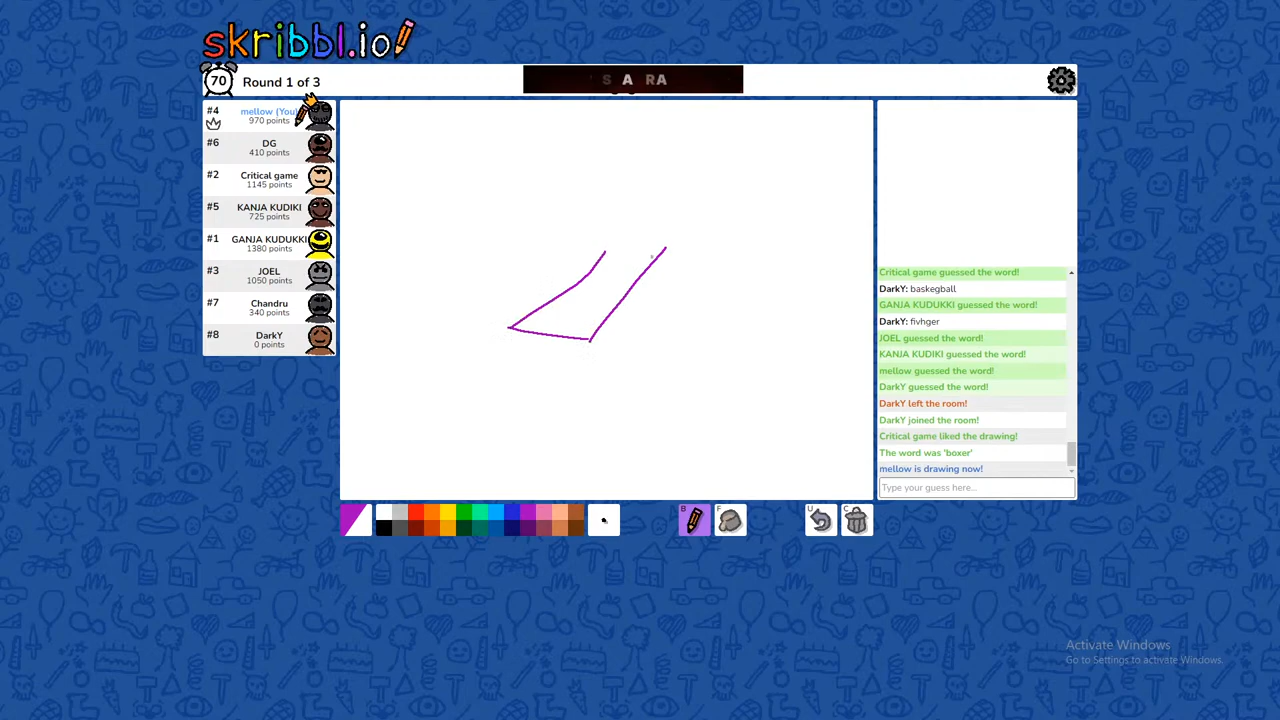 skribbl.io
70
Round 1 of 3
S A RA
#4 mellow (You)
970 points
#6 DG
410 points
#2 Critical game
1145 points
#5 KANJA KUDIKI
725 points
#1 GANJA KUDUKKI
1380 points
#3 JOEL
1050 points
#7 Chandru
340 points
#8 DarkY
0 points
Critical game guessed the word!
DarkY: baskegball
GANJA KUDUKKI guessed the word!
DarkY: fivhger
JOEL guessed the word!
KANJA KUDIKI guessed the word!
mellow guessed the word!
DarkY guessed the word!
DarkY left the room!
DarkY joined the room!
Critical game liked the drawing!
The word was 'boxer'
mellow is drawing now!
Type your guess here...
B
F
U
C
Activate Windows
Go to Settings to activate Windows.